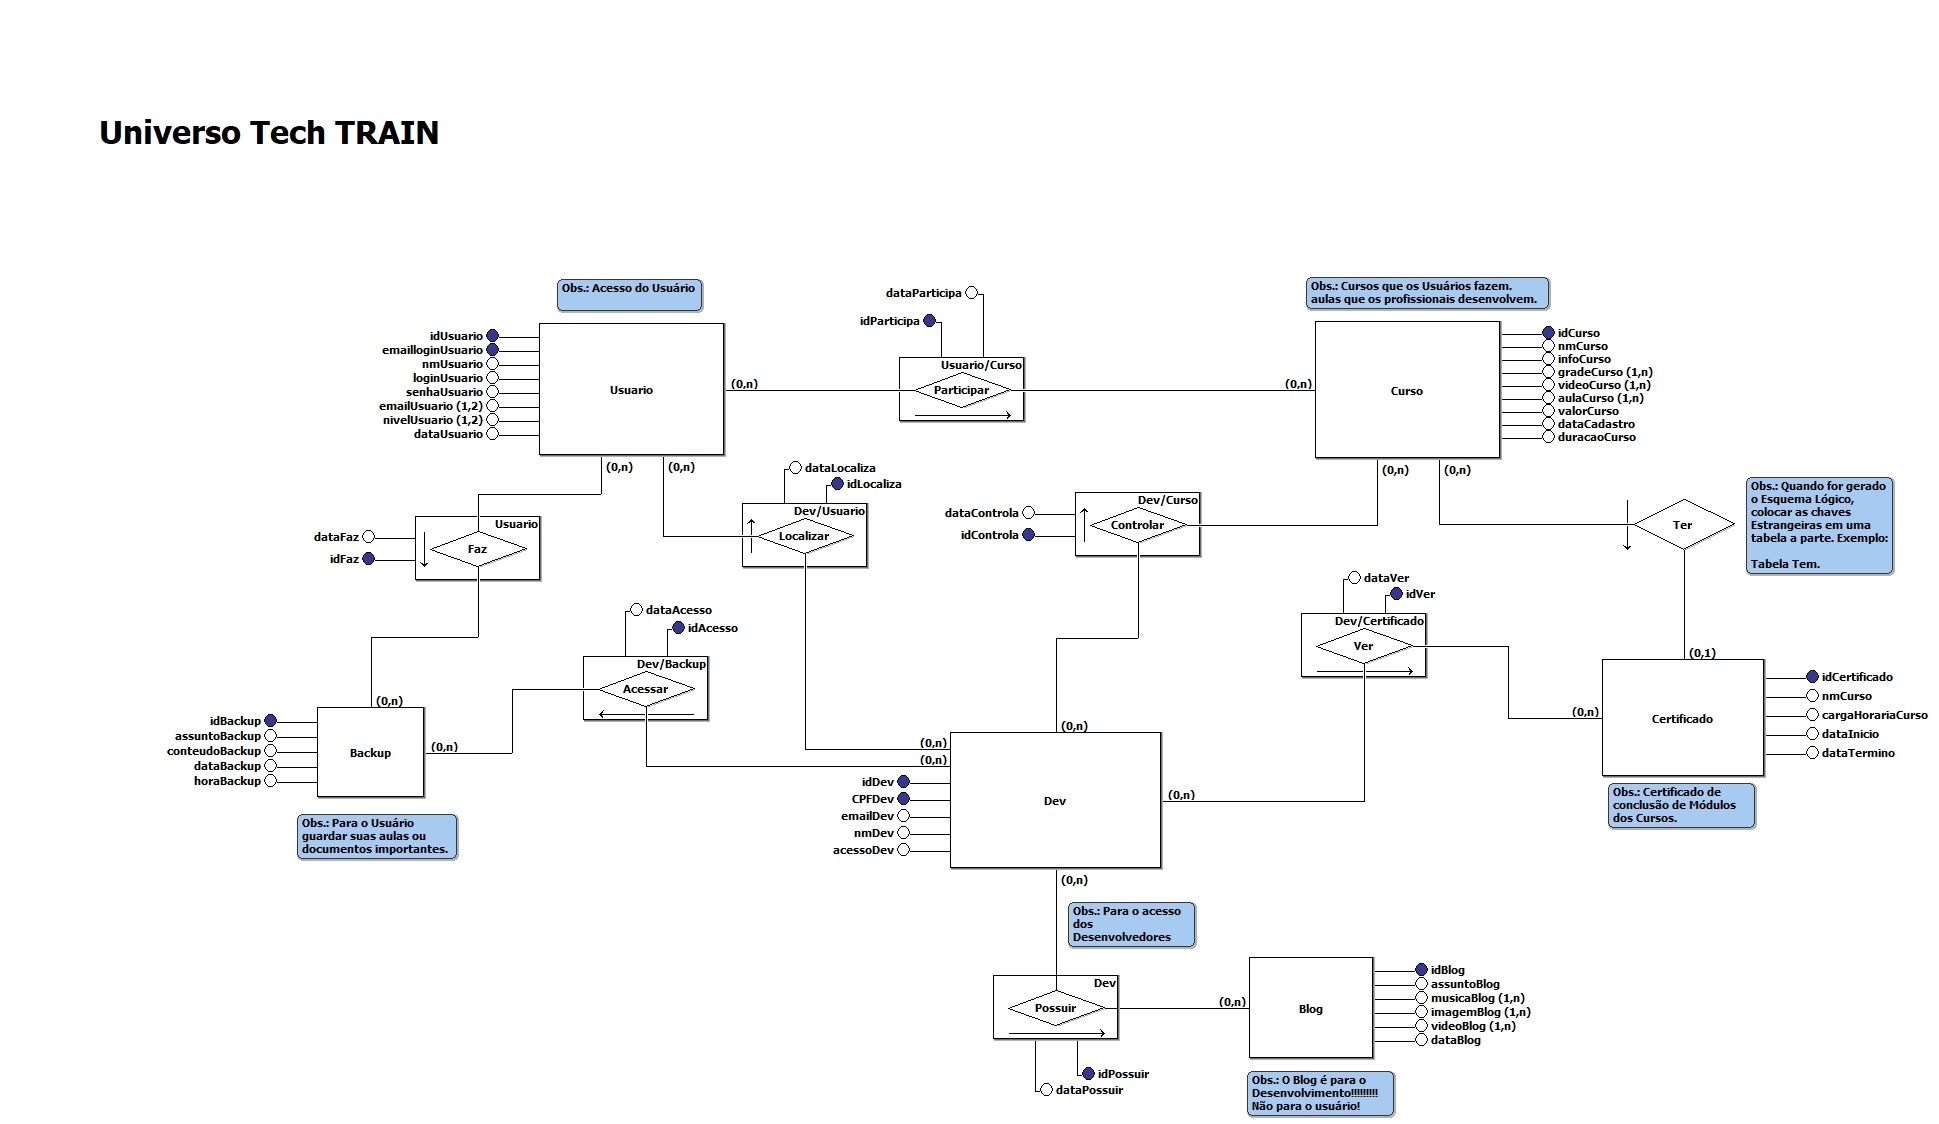 Universo Tech TRAIN
Obs.: Acesso do Usuário
idUsuario
emailloginUsuario
nmUsuario
loginUsuario
senhaUsuario
emailUsuario (1,2)
nivelUsuario (1,2)
dataUsuario
Usuario
(0,n)
(0,n)
(0,n)
dataParticipa
idParticipa
Usuario/Curso
Participar
Obs.: Cursos que os Usuários fazem.
aulas que os profissionais desenvolvem.
(0,n)
Curso
idCurso
nmCurso
infoCurso
gradeCurso (1,n)
videoCurso (1,n)
aulaCurso (1,n)
valorCurso
dataCadastro
duracaoCurso
(0,n)
(0,n)
dataFaz
idFaz
Usuario
Faz
dataLocaliza
idLocaliza
Dev/Usuario
Localizar
dataControla
idControla
Dev/Curso
Controlar
Ter
Obs.: Quando for gerado
o Esquema Lógico,
colocar as chaves
Estrangeiras em uma
tabela a parte. Exemplo:
Tabela Tem.
dataAcesso
idAcesso
Dev/Backup
Acessar
dataVer
idVer
Dev/Certificado
Ver
(0,1)
(0,n)
Certificado
idCertificado
nmCurso
cargaHorariaCurso
dataInicio
dataTermino
Obs.: Certificado de
conclusão de Módulos
dos Cursos.
(0,n)
idBackup
assuntoBackup
conteudoBackup
dataBackup
horaBackup
Backup
(0,n)
Obs.: Para o Usuário
guardar suas aulas ou
documentos importantes.
(0,n)
(0,n)
(0,n)
idDev
CPFDev
emailDev
nmDev
acessoDev
Dev
(0,n)
(0,n)
Obs.: Para o acesso
dos
Desenvolvedores
Dev
Possuir
idPossuir
dataPossuir
(0,n)
Blog
idBlog
assuntoBlog
musicaBlog (1,n)
imagemBlog (1,n)
videoBlog (1,n)
dataBlog
Obs.: O Blog é para o
Desenvolvimento!!!!!!!!!
Não para o usuário!